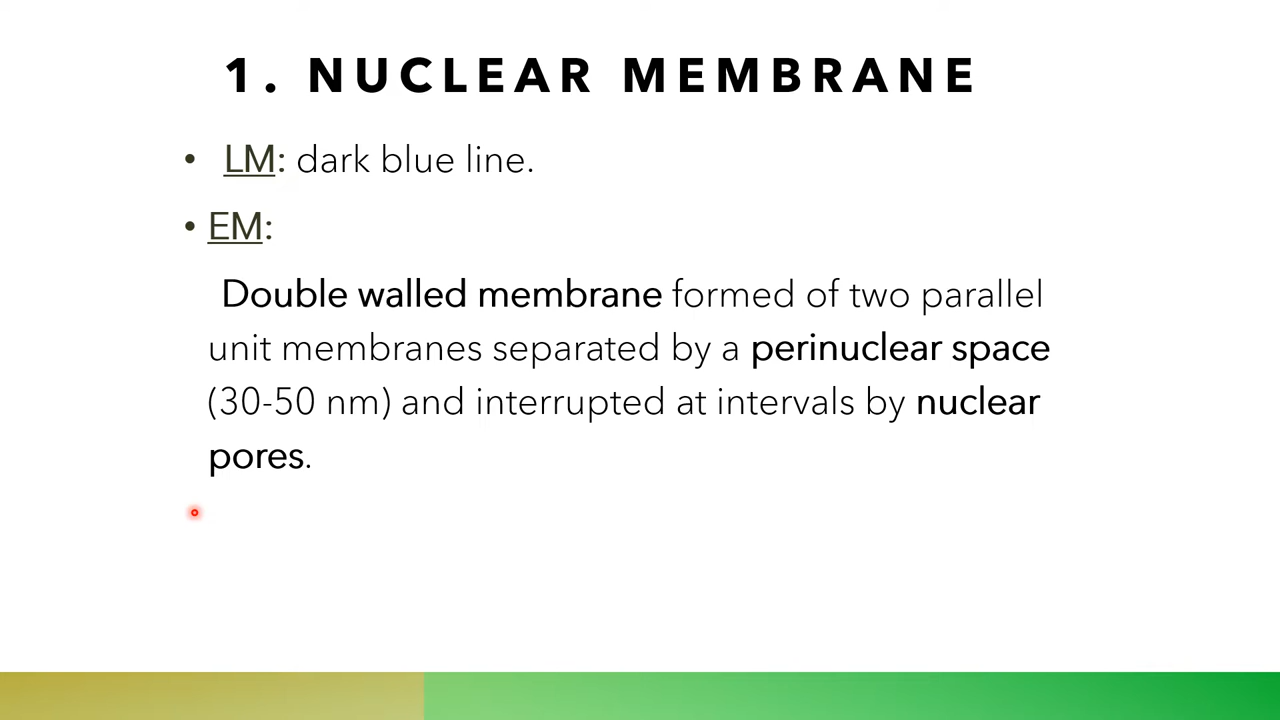 1. NUCLEAR MEMBRANE
• LM: dark blue line.
• EM:
Double walled membrane formed of two parallel
unit membranes separated by a perinuclear space
(30-50 nm) and interrupted at intervals by nuclear
pores.